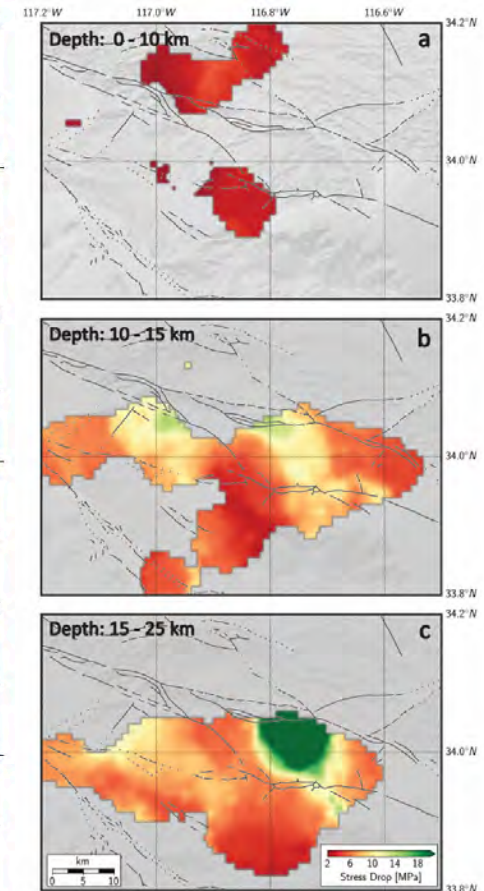 117.2°W 117.0°W 116.8°W 116.6°W
34.2°N
Depth: 0 - 10 km a
34.0°N
33.8°N
34.2°N
Depth: 10 - 15 km b
34.0°N
33.8°N
34.2°N
Depth: 15 - 25 km c
34.0°N
km
0 5 10
2 6 10 14 18
Stress Drop [MPa]
33.8°N